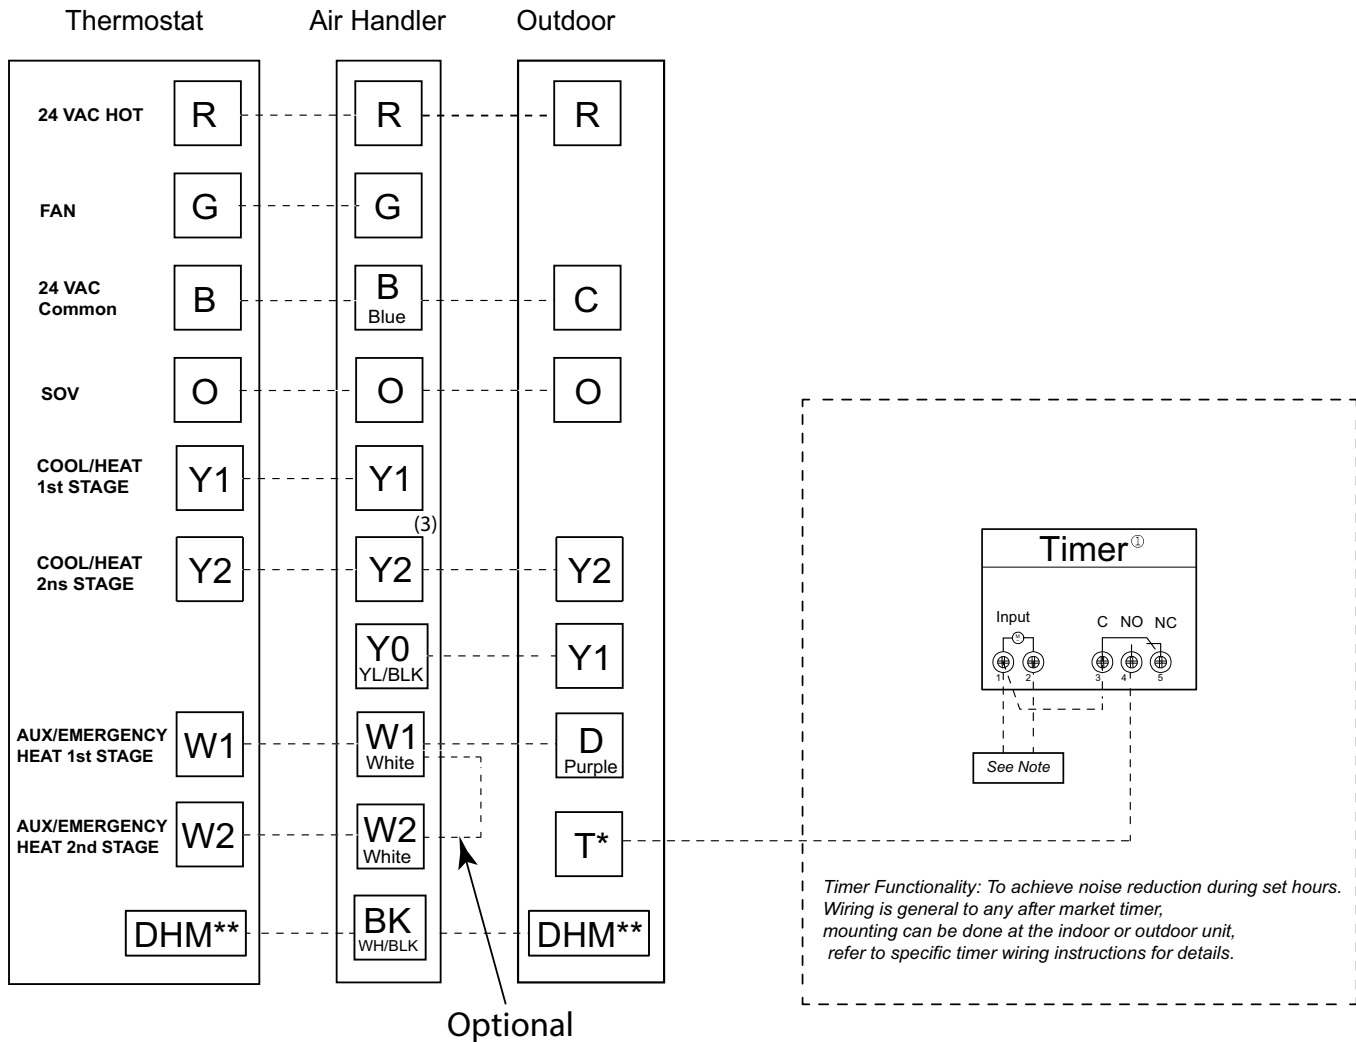 Thermostat Air Handler Outdoor
24 VAC HOT R R R
FAN G G
24 VAC
Common B B
Blue C
SOV O O O
COOL/HEAT
1st STAGE Y1 Y1
(3)
COOL/HEAT
2ns STAGE Y2 Y2 Y2
Y0
YL/BLK Y1
AUX/EMERGENCY
HEAT 1st STAGE W1 W1
White D
Purple
AUX/EMERGENCY
HEAT 2nd STAGE W2 W2
White T*
DHM** BK
WH/BLK DHM**
Optional
Timer①
Input C NO NC
M
1 2 3 4 5
See Note
Timer Functionality: To achieve noise reduction during set hours.
Wiring is general to any after market timer,
mounting can be done at the indoor or outdoor unit,
refer to specific timer wiring instructions for details.